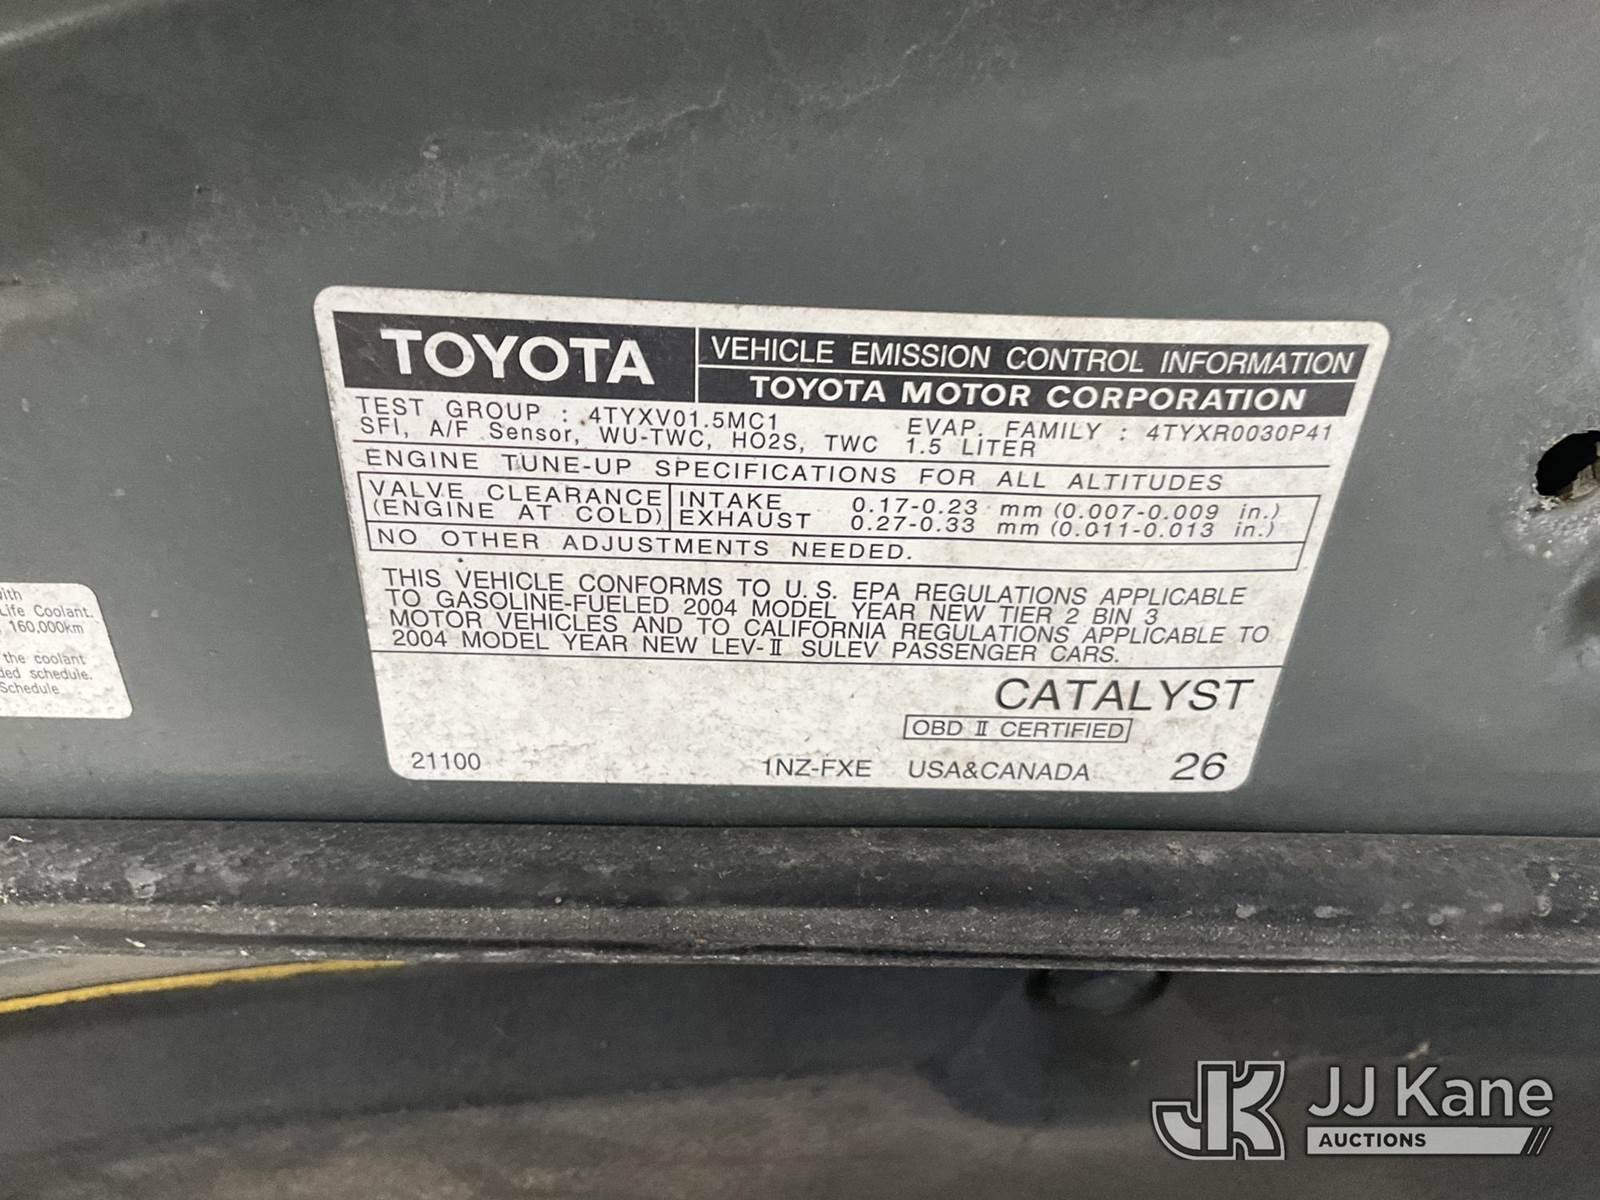 TOYOTA
VEHICLE EMISSION CONTROL INFORMATION
TOYOTA MOTOR CORPORATION
TEST GROUP : 4TYXV01.5MC1 EVAP. FAMILY : 4TYXR0030P41
SFI, A/F Sensor, WU-TWC, HO2S, TWC 1.5 LITER
ENGINE TUNE-UP SPECIFICATIONS FOR ALL ALTITUDES
VALVE CLEARANCE INTAKE 0.17-0.23 mm (0.007-0.009 in.)
(ENGINE AT COLD) EXHAUST 0.27-0.33 mm (0.011-0.013 in.)
NO OTHER ADJUSTMENTS NEEDED.
THIS VEHICLE CONFORMS TO U.S. EPA REGULATIONS APPLICABLE
TO GASOLINE-FUELED 2004 MODEL YEAR NEW TIER 2 BIN 3
MOTOR VEHICLES AND TO CALIFORNIA REGULATIONS APPLICABLE TO
2004 MODEL YEAR NEW LEV-II SULEV PASSENGER CARS.
CATALYST
OBD II CERTIFIED
21100 1NZ-FXE USA&CANADA 26
Life Coolant.
160,000km
the coolant
schedule.
Schedule
JK JJ Kane
AUCTIONS